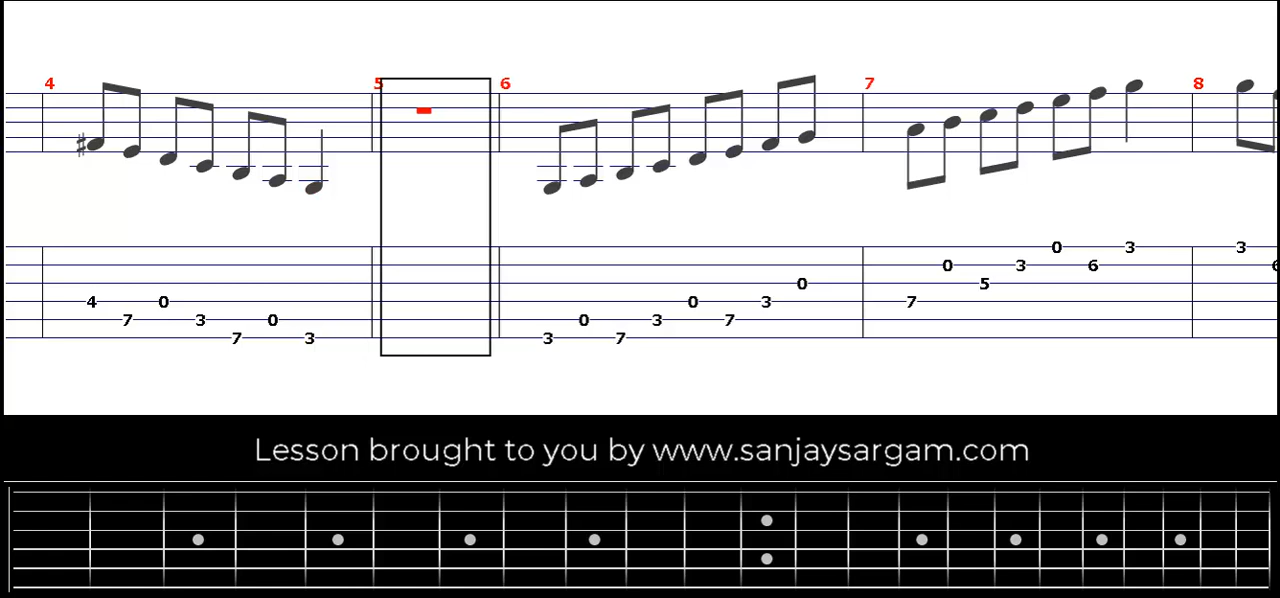 4 5 6 7 8
0 3 3
0 3 6 6
5
0
4 0 0 3 7
7 3 0 0 3 7
7 3 3 7
Lesson brought to you by www.sanjaysargam.com